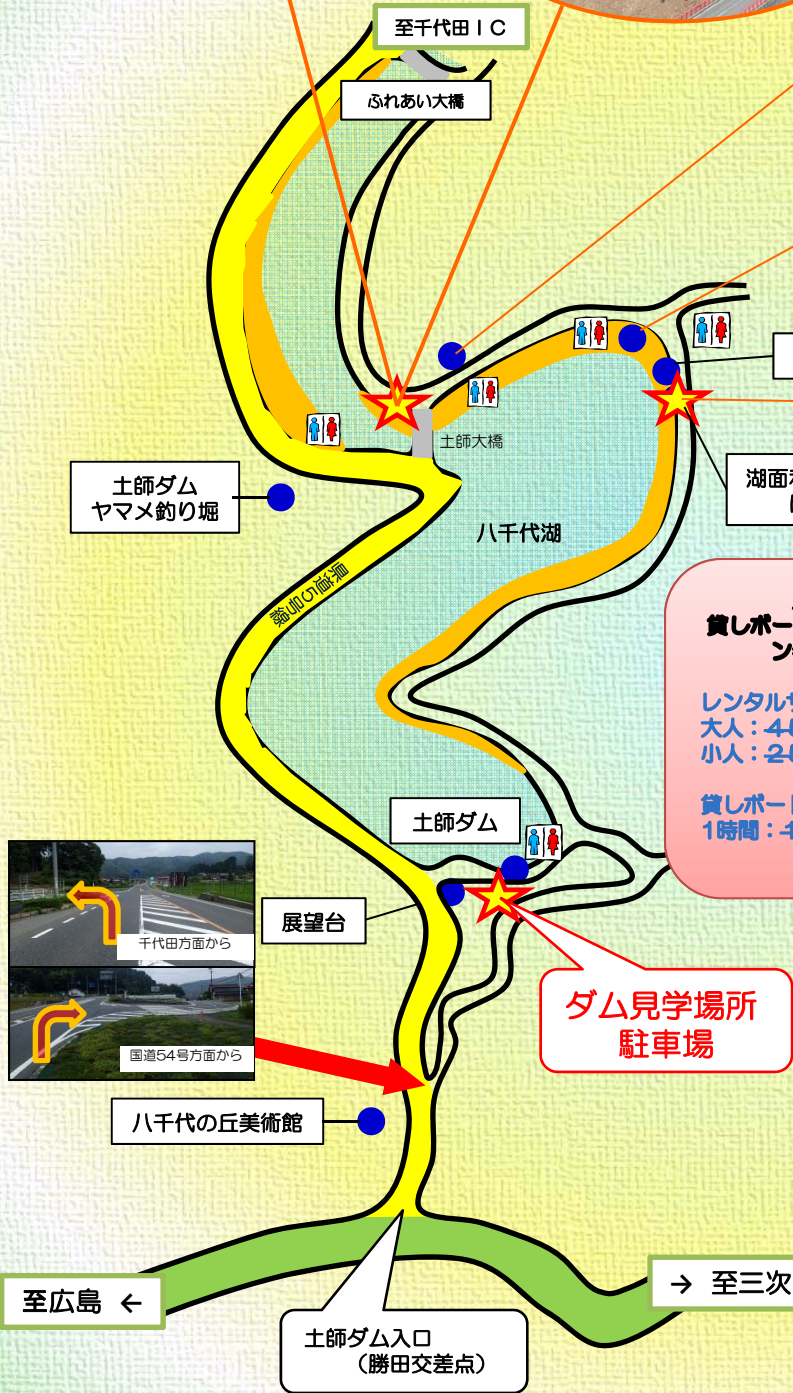 至千代田IC
ふれあい大橋
土師大橋
土師ダム
ヤマメ釣り堀
湖面
八千代湖
県道5号線
貸しボー
ン
レンタルサ
大人:4
小人:2
貸しボート
1時間:
土師ダム
千代田方面から
展望台
国道54号方面から
ダム見学場所
駐車場
八千代の丘美術館
至広島 ←
→ 至三次
土師ダム入口
(勝田交差点)